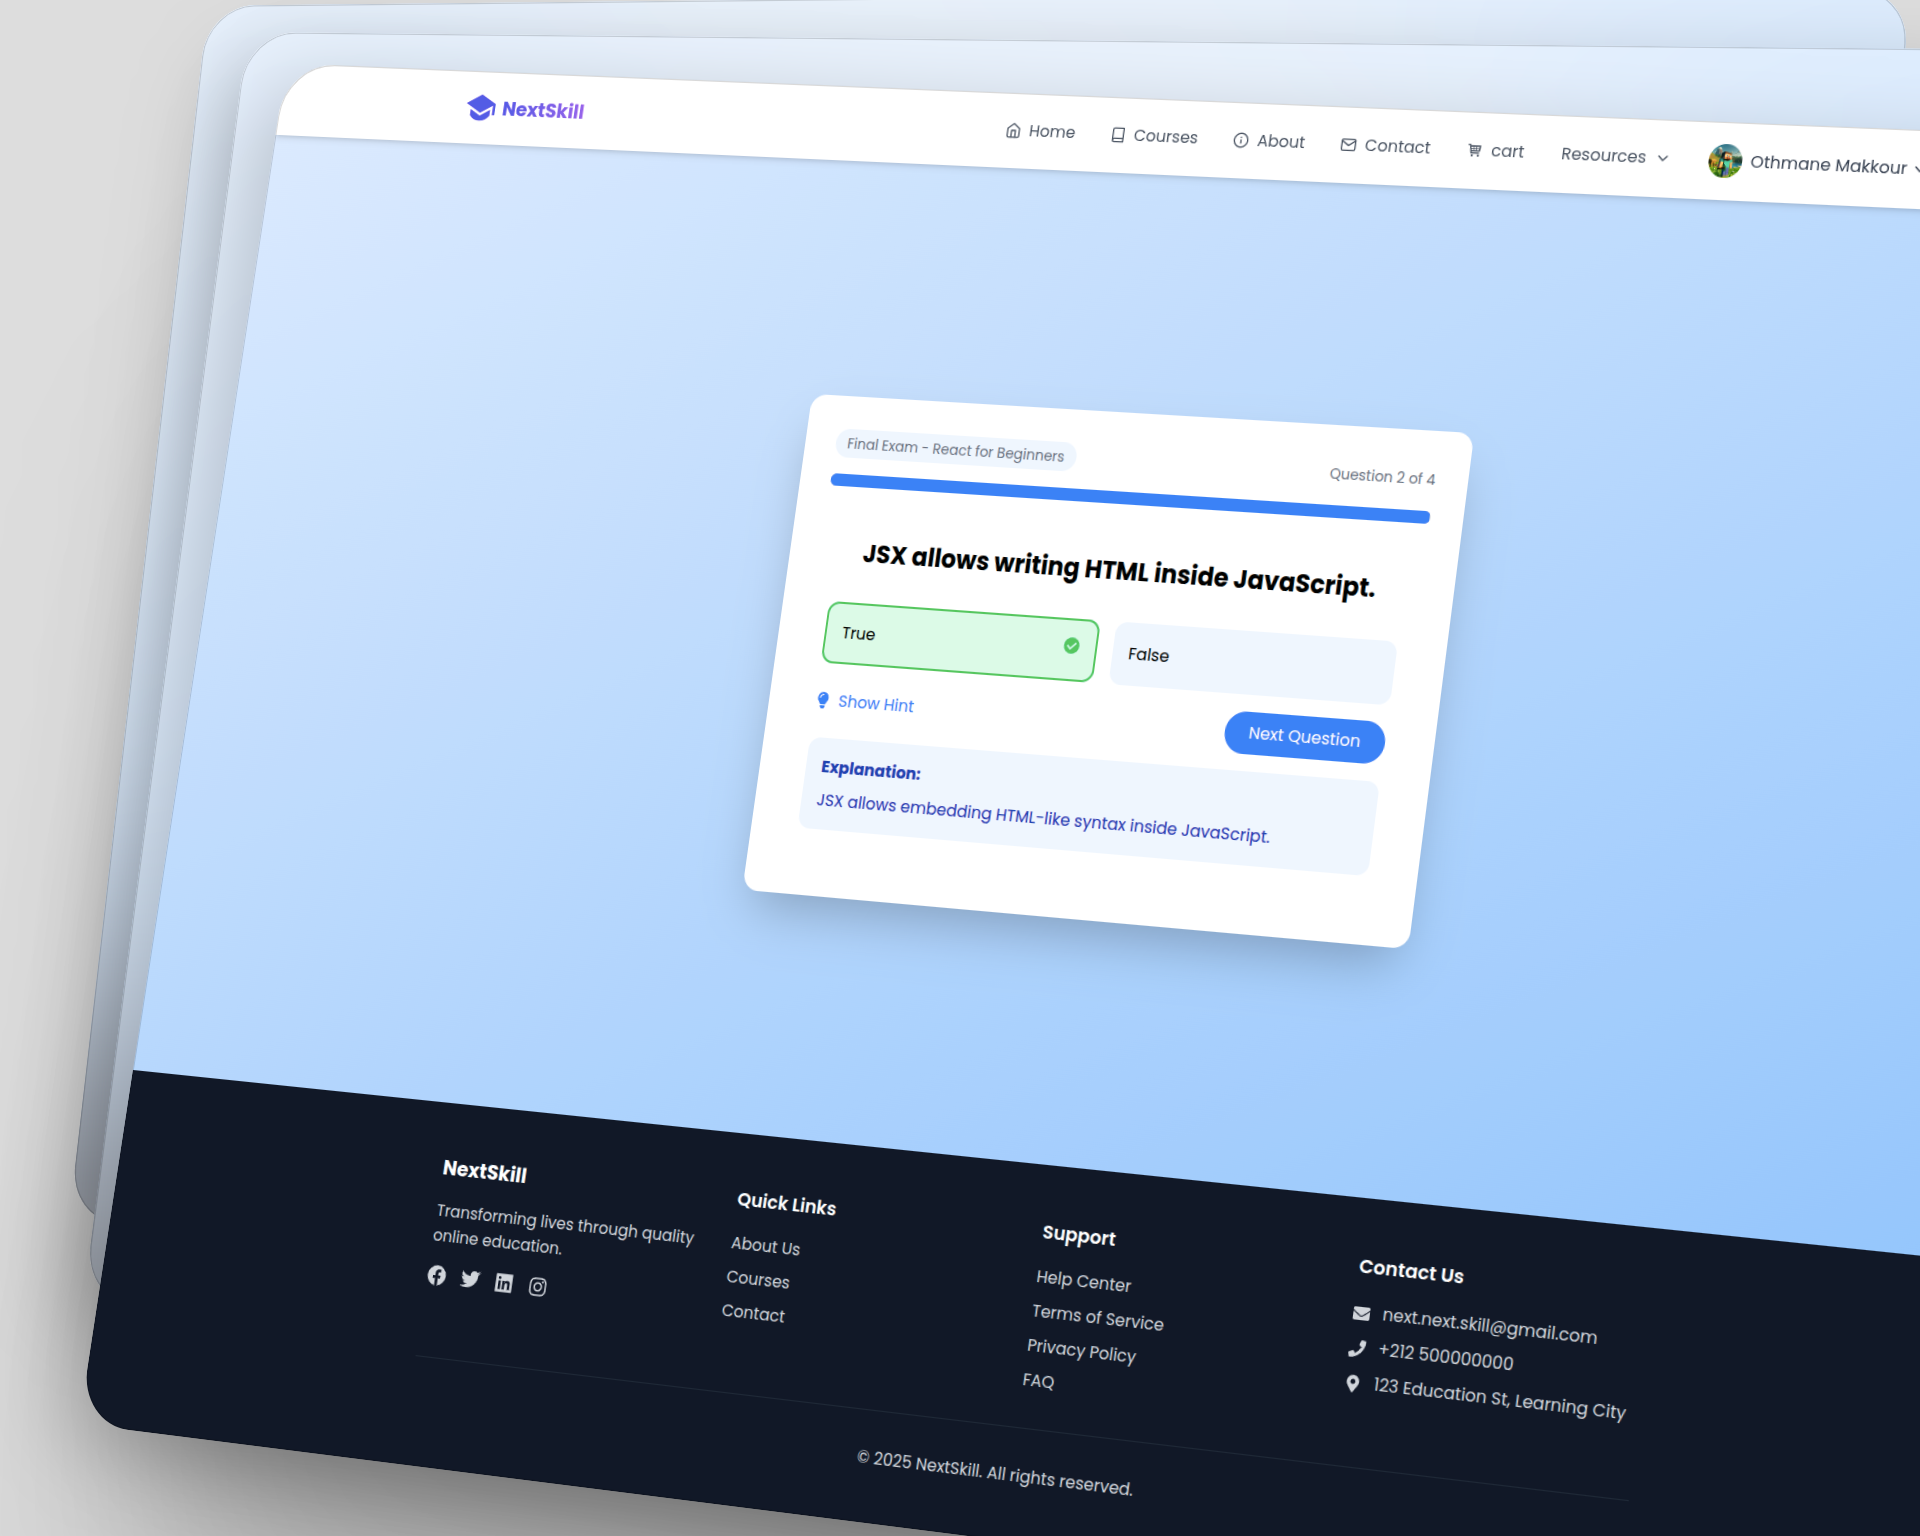 NextSkill
Home
Courses
About
Contact
cart
Resources
Othmane Makkour
Final Exam - React for Beginners
Question 2 of 4
JSX allows writing HTML inside JavaScript.
True
False
Show Hint
Next Question
Explanation:
JSX allows embedding HTML-like syntax inside JavaScript.
NextSkill
Transforming lives through quality
online education.
Quick Links
About Us
Courses
Contact
Support
Help Center
Terms of Service
Privacy Policy
FAQ
Contact Us
next.next.skill@gmail.com
+212 500000000
123 Education St, Learning City
© 2025 NextSkill. All rights reserved.